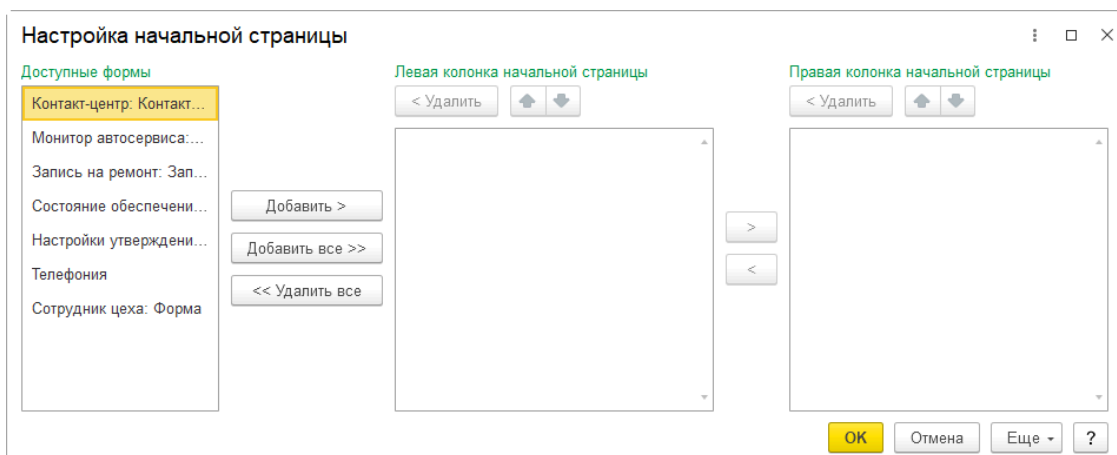 Настройка начальной страницы
Доступные формы
Левая колонка начальной страницы
Правая колонка начальной страницы
< Удалить
< Удалить
Контакт-центр: Контакт...
Монитор автосервиса:...
Запись на ремонт: Зап...
Состояние обеспечени...
Настройки утверждени...
Телефония
Сотрудник цеха: Форма
Добавить >
Добавить все >>
<< Удалить все
>
<
OK
Отмена
Еще
?